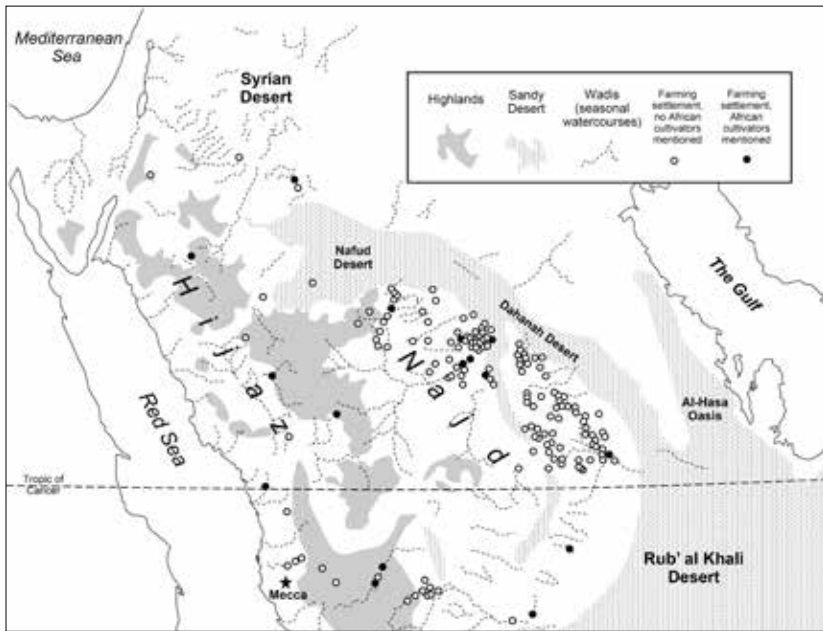 Mediterranean
Sea
Syrian
Desert
Highlands
Sandy
Desert
Wadis
(seasonal
watercourses)
Farming
settlement,
no African
cultivators
mentioned
Farming
settlement,
African
cultivators
mentioned
Nafud
Desert
The Gulf
Hijaz
Dahanah Desert
Najd
Al-Hasa
Oasis
Red Sea
Tropic of
Cancer
Rub' al Khali
Desert
Mecca